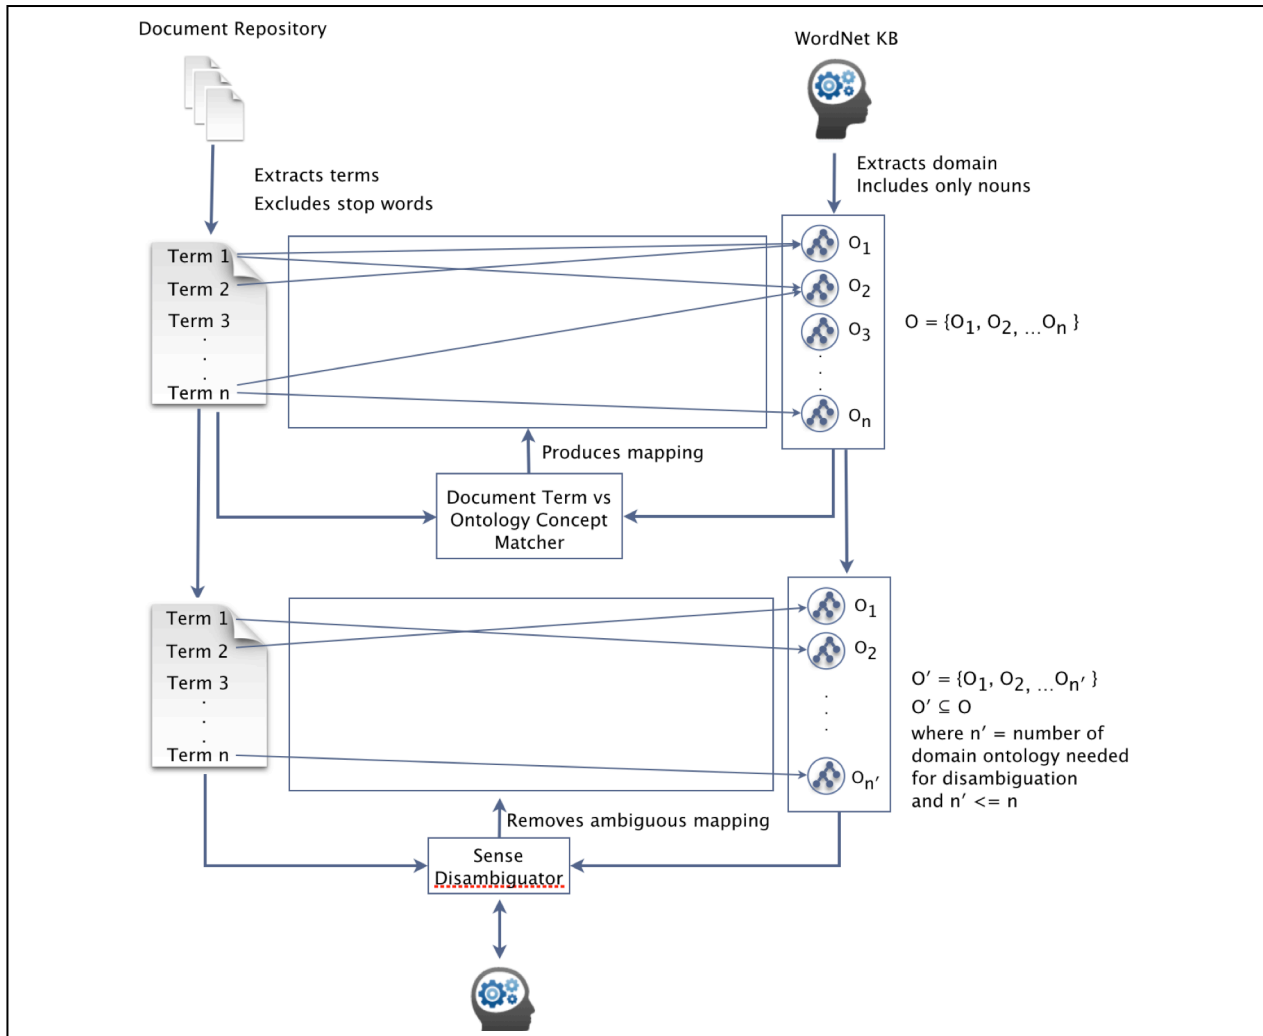 Document Repository
WordNet KB
Extracts terms
Excludes stop words
Extracts domain
Includes only nouns
Term 1
Term 2
Term 3
.
.
.
Term n
O1
O2
O3
.
.
.
On
O = {O1, O2, ...On }
Produces mapping
Document Term vs
Ontology Concept
Matcher
Term 1
Term 2
Term 3
.
.
.
Term n
O1
O2
.
.
.
On′
O′ = {O1, O2, ...On′ }
O′ ⊆ O
where n′ = number of
domain ontology needed
for disambiguation
and n′ <= n
Removes ambiguous mapping
Sense
Disambiguator